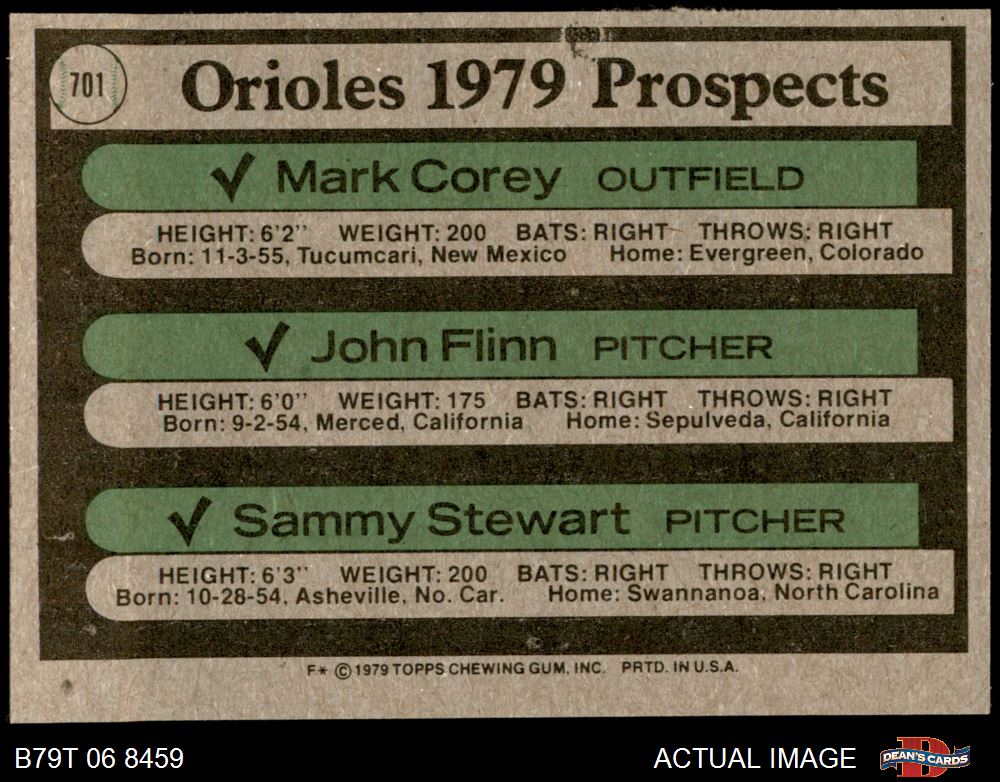 701 Orioles 1979 Prospects
✓ Mark Corey OUTFIELD
HEIGHT: 6'2'' WEIGHT: 200 BATS: RIGHT THROWS: RIGHT
Born: 11-3-55, Tucumcari, New Mexico Home: Evergreen, Colorado
✓ John Flinn PITCHER
HEIGHT: 6'0'' WEIGHT: 175 BATS: RIGHT THROWS: RIGHT
Born: 9-2-54, Merced, California Home: Sepulveda, California
✓ Sammy Stewart PITCHER
HEIGHT: 6'3'' WEIGHT: 200 BATS: RIGHT THROWS: RIGHT
Born: 10-28-54, Asheville, No. Car. Home: Swannanoa, North Carolina
F* © 1979 TOPPS CHEWING GUM, INC. PRTD. IN U.S.A.
B79T 06 8459 ACTUAL IMAGE DEAN'S CARDS